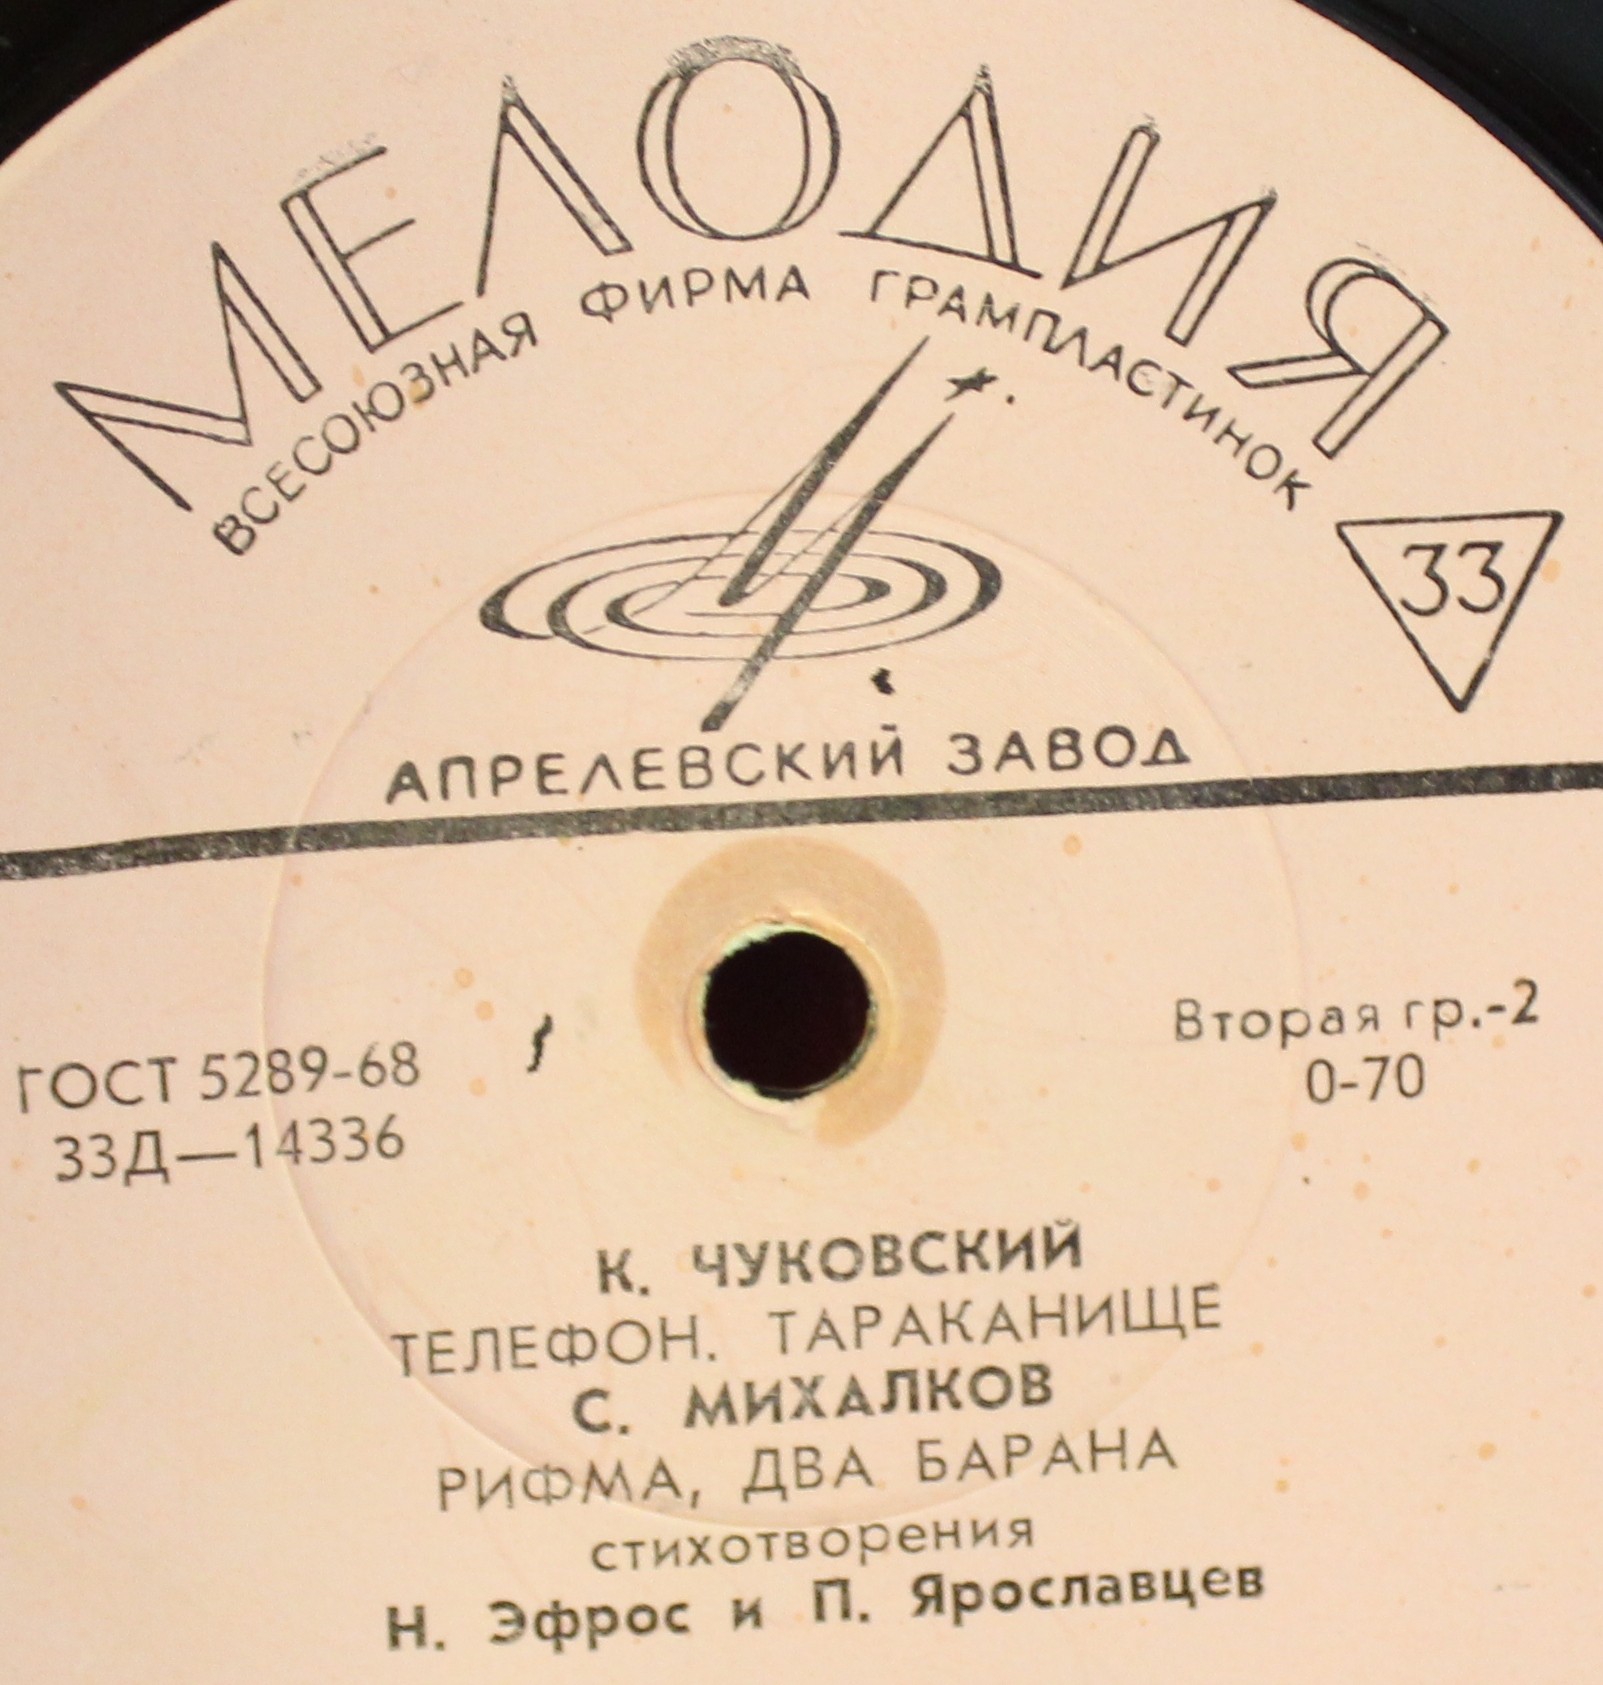 МЕЛОДИЯ
ВСЕСОЮЗНАЯ ФИРМА ГРАМПЛАСТИНОК
33
АПРЕЛЕВСКИЙ ЗАВОД
ГОСТ 5289-68
33Д—14336
Вторая гр.-2
0-70
К. ЧУКОВСКИЙ
ТЕЛЕФОН. ТАРАКАНИЩЕ
С. МИХАЛКОВ
РИФМА, ДВА БАРАНА
стихотворения
Н. Эфрос и П. Ярославцев